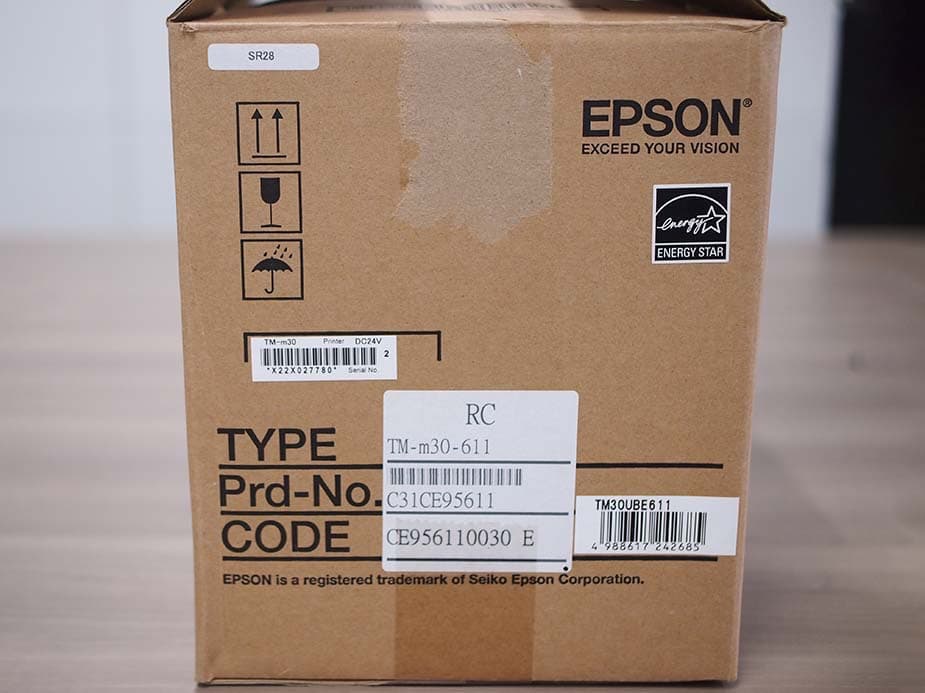 SR28
EPSON®
EXCEED YOUR VISION
energy
ENERGY STAR
TM-m30 Printer DC24V
2
*X22X027780* Serial No.
RC
TYPE TM-m30-611
Prd-No. C31CE95611
CODE CE956110030 E
TM30UBE611
4 988617 242685
EPSON is a registered trademark of Seiko Epson Corporation.